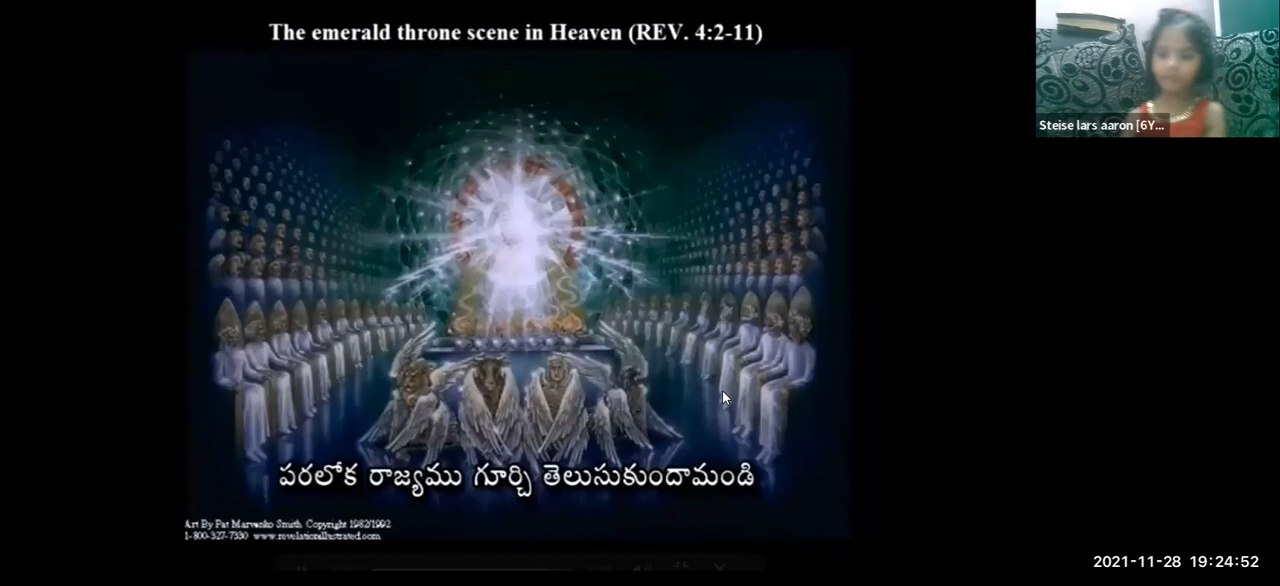 The emerald throne scene in Heaven (REV. 4:2-11)
Steise lars aaron [6Y...
పరలోక రాజ్యము గూర్చి తెలుసుకుందామండి
Art By Pat Marvenko Smith Copyright 1982/1992
1-800-327-7330 www.revelationillustrated.com
2021-11-28 19:24:52